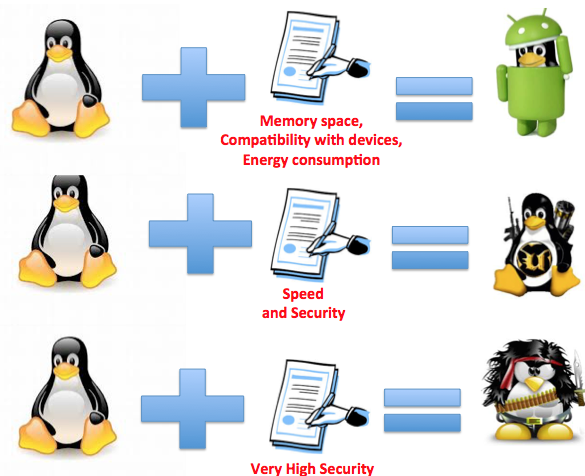 Memory space,
Compatibility with devices,
Energy consumption
Speed
and Security
Very High Security